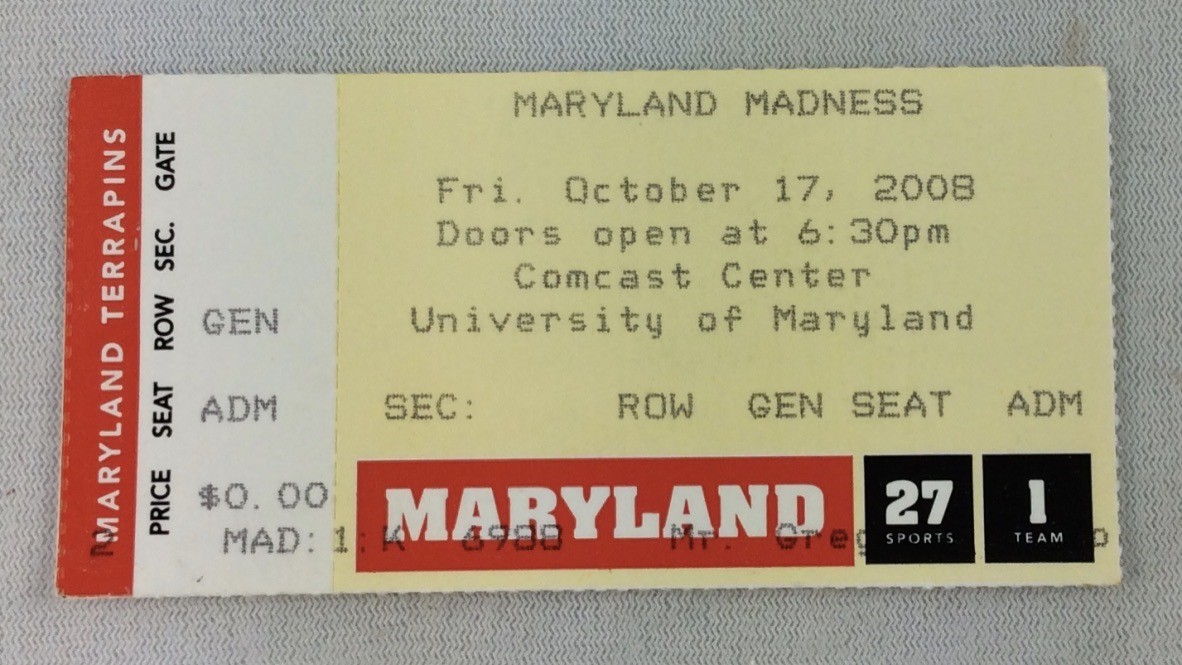 MARYLAND TERRAPINS
PRICE SEAT ROW SEC. GATE
GEN
ADM
$0.00
MARYLAND MADNESS
Fri. October 17, 2008
Doors open at 6:30pm
Comcast Center
University of Maryland
SEC: ROW GEN SEAT ADM
MARYLAND 27 SPORTS 1 TEAM
MAD: 1: K 6988 Mr.